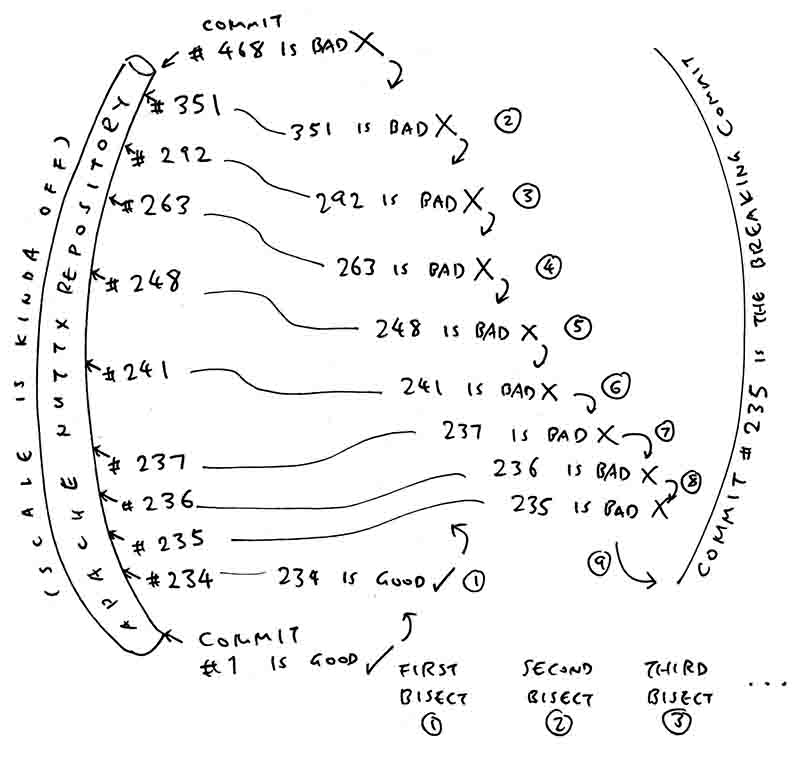 COMMIT
# 468 IS BAD X
# 351
351 IS BAD X ②
# 292
292 IS BAD X ③
# 263
263 IS BAD X ④
# 248
248 IS BAD X ⑤
# 241
241 IS BAD X ⑥
# 237
237 IS BAD X ⑦
# 236
236 IS BAD X ⑧
# 235
235 IS BAD X
⑨
# 234
234 IS GOOD ✓ ①
COMMIT
#1 IS GOOD ✓
FIRST
BISECT
①
SECOND
BISECT
②
THIRD
BISECT
③
...
(SCALE IS KINDA OFF)
APACHE NUTTX REPOSITORY
COMMIT # 235 IS THE BREAKING COMMIT